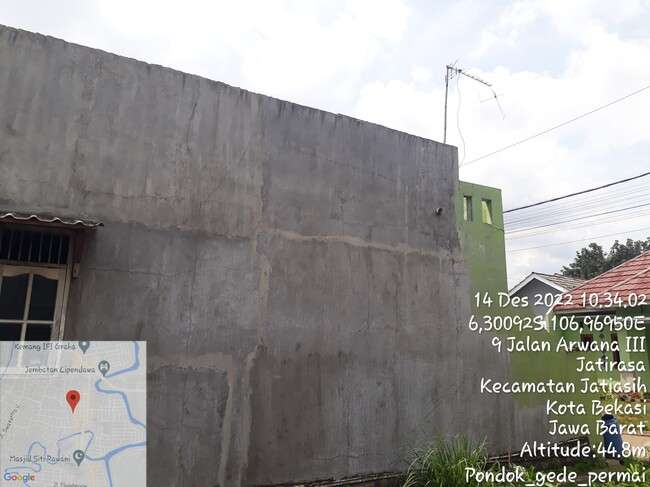 14 Des 2022 10.34.02
6,30092S 106,96950E
9 Jalan Arwana III
Jatirasa
Kecamatan Jatiasih
Kota Bekasi
Jawa Barat
Altitude:44.8m
Pondok_gede_permai
Kemang IFI Graha
Jembatan Lipendawa
Masjid Siti Rawani
Google